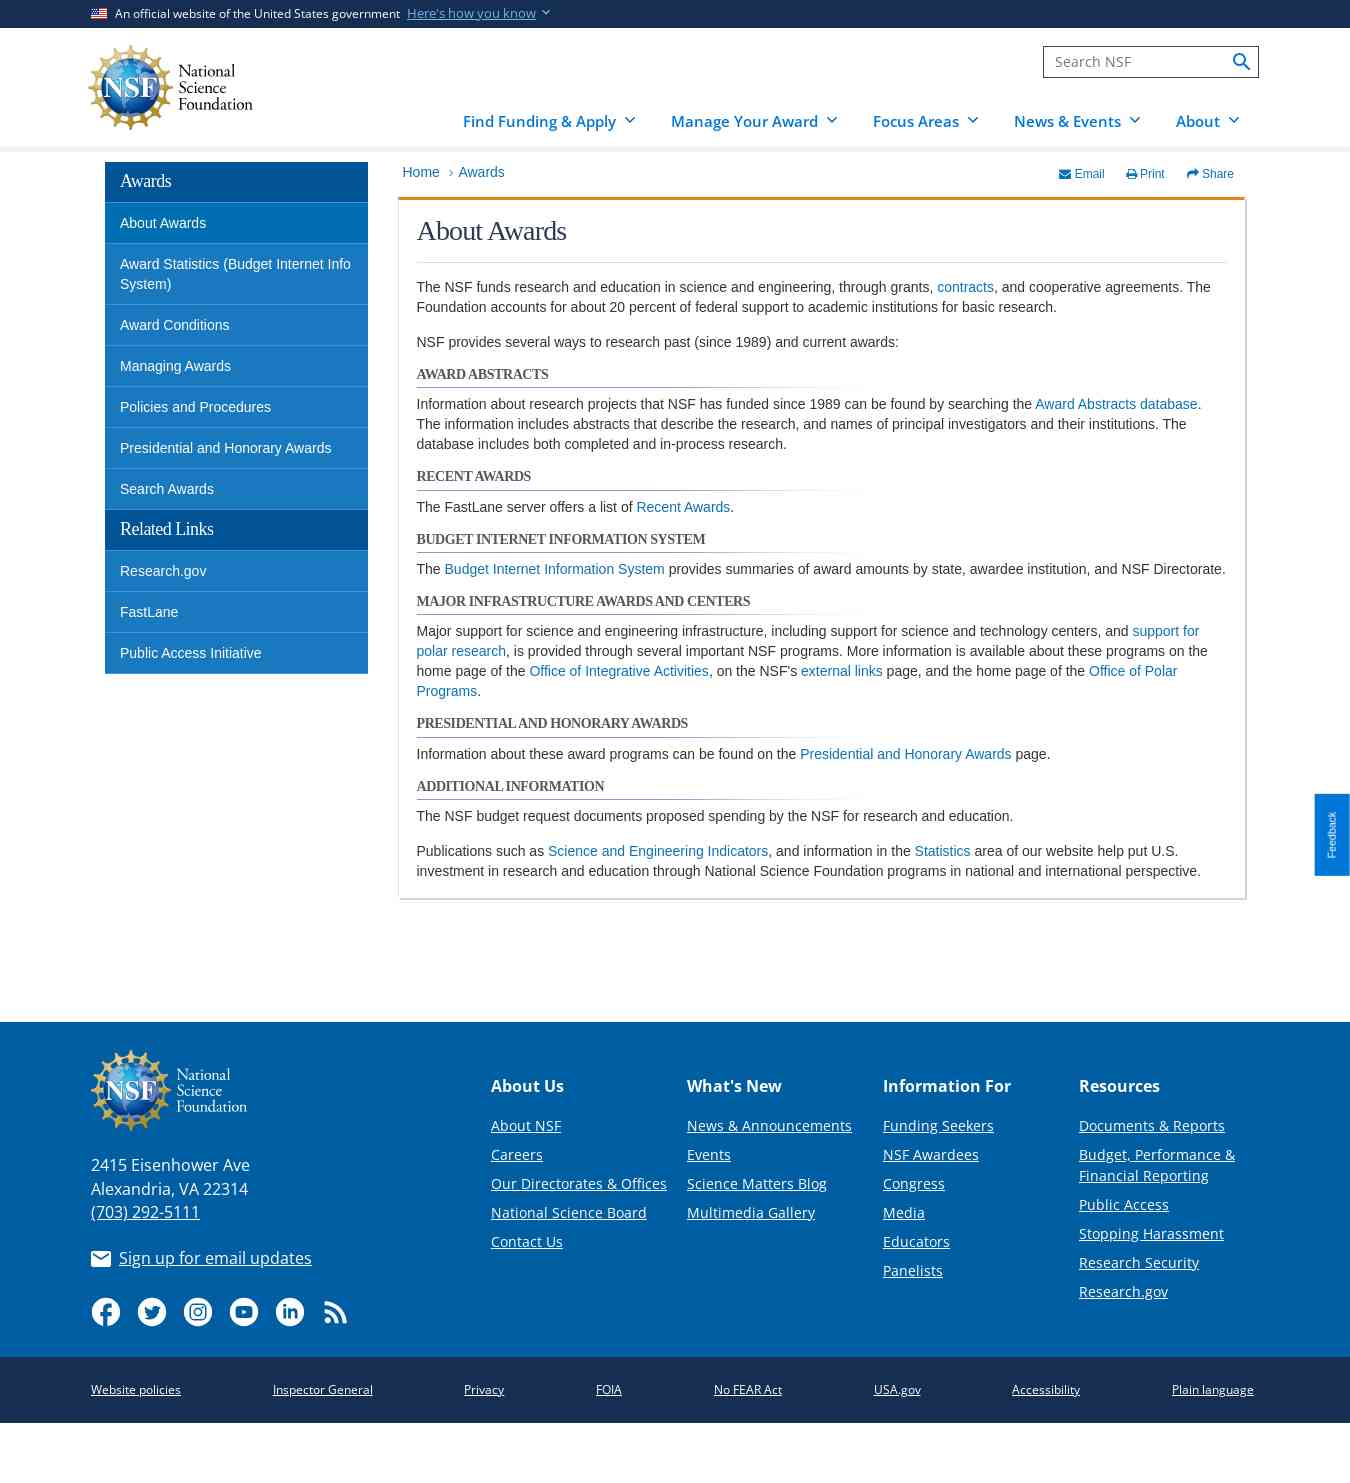 An official website of the United States government Here's how you know
NSF
National
Science
Foundation
Search NSF
Find Funding & Apply
Manage Your Award
Focus Areas
News & Events
About
Awards
About Awards
Award Statistics (Budget Internet Info
System)
Award Conditions
Managing Awards
Policies and Procedures
Presidential and Honorary Awards
Search Awards
Related Links
Research.gov
FastLane
Public Access Initiative
Home › Awards
Email
Print
Share
About Awards
The NSF funds research and education in science and engineering, through grants, contracts, and cooperative agreements. The
Foundation accounts for about 20 percent of federal support to academic institutions for basic research.
NSF provides several ways to research past (since 1989) and current awards:
AWARD ABSTRACTS
Information about research projects that NSF has funded since 1989 can be found by searching the Award Abstracts database.
The information includes abstracts that describe the research, and names of principal investigators and their institutions. The
database includes both completed and in-process research.
RECENT AWARDS
The FastLane server offers a list of Recent Awards.
BUDGET INTERNET INFORMATION SYSTEM
The Budget Internet Information System provides summaries of award amounts by state, awardee institution, and NSF Directorate.
MAJOR INFRASTRUCTURE AWARDS AND CENTERS
Major support for science and engineering infrastructure, including support for science and technology centers, and support for
polar research, is provided through several important NSF programs. More information is available about these programs on the
home page of the Office of Integrative Activities, on the NSF's external links page, and the home page of the Office of Polar
Programs.
PRESIDENTIAL AND HONORARY AWARDS
Information about these award programs can be found on the Presidential and Honorary Awards page.
ADDITIONAL INFORMATION
The NSF budget request documents proposed spending by the NSF for research and education.
Publications such as Science and Engineering Indicators, and information in the Statistics area of our website help put U.S.
investment in research and education through National Science Foundation programs in national and international perspective.
Feedback
NSF
National
Science
Foundation
2415 Eisenhower Ave
Alexandria, VA 22314
(703) 292-5111
Sign up for email updates
About Us
About NSF
Careers
Our Directorates & Offices
National Science Board
Contact Us
What's New
News & Announcements
Events
Science Matters Blog
Multimedia Gallery
Information For
Funding Seekers
NSF Awardees
Congress
Media
Educators
Panelists
Resources
Documents & Reports
Budget, Performance &
Financial Reporting
Public Access
Stopping Harassment
Research Security
Research.gov
Website policies
Inspector General
Privacy
FOIA
No FEAR Act
USA.gov
Accessibility
Plain language